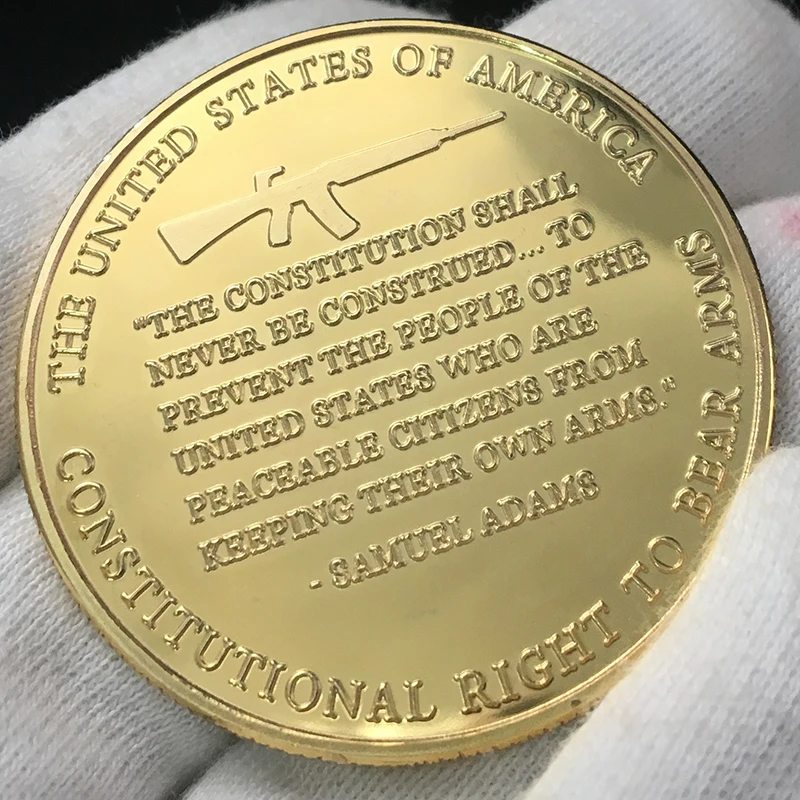 THE UNITED STATES OF AMERICA
"THE CONSTITUTION SHALL
NEVER BE CONSTRUED... TO
PREVENT THE PEOPLE OF THE
UNITED STATES WHO ARE
PEACEABLE CITIZENS FROM
KEEPING THEIR OWN ARMS."
- SAMUEL ADAMS
CONSTITUTIONAL RIGHT TO BEAR ARMS